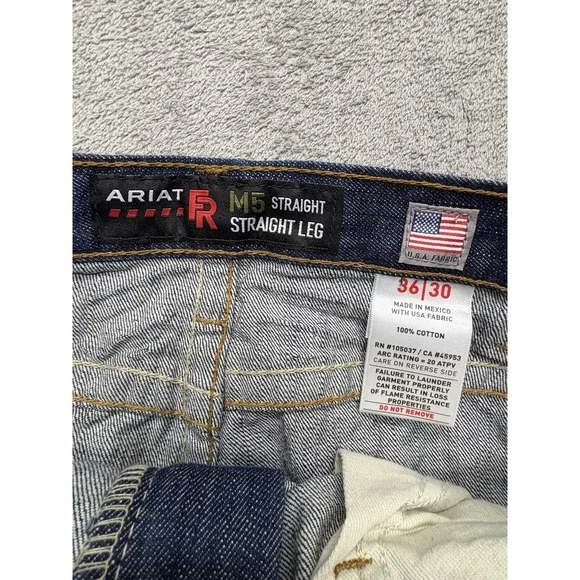 ARIAT FR M5 STRAIGHT
STRAIGHT LEG
U.S.A. FABRIC
36|30
MADE IN MEXICO
WITH USA FABRIC
100% COTTON
RN #105037 / CA #45953
ARC RATING = 20 ATPV
CARE ON REVERSE SIDE
FAILURE TO LAUNDER
GARMENT PROPERLY
CAN RESULT IN LOSS
OF FLAME RESISTANCE
PROPERTIES
DO NOT REMOVE